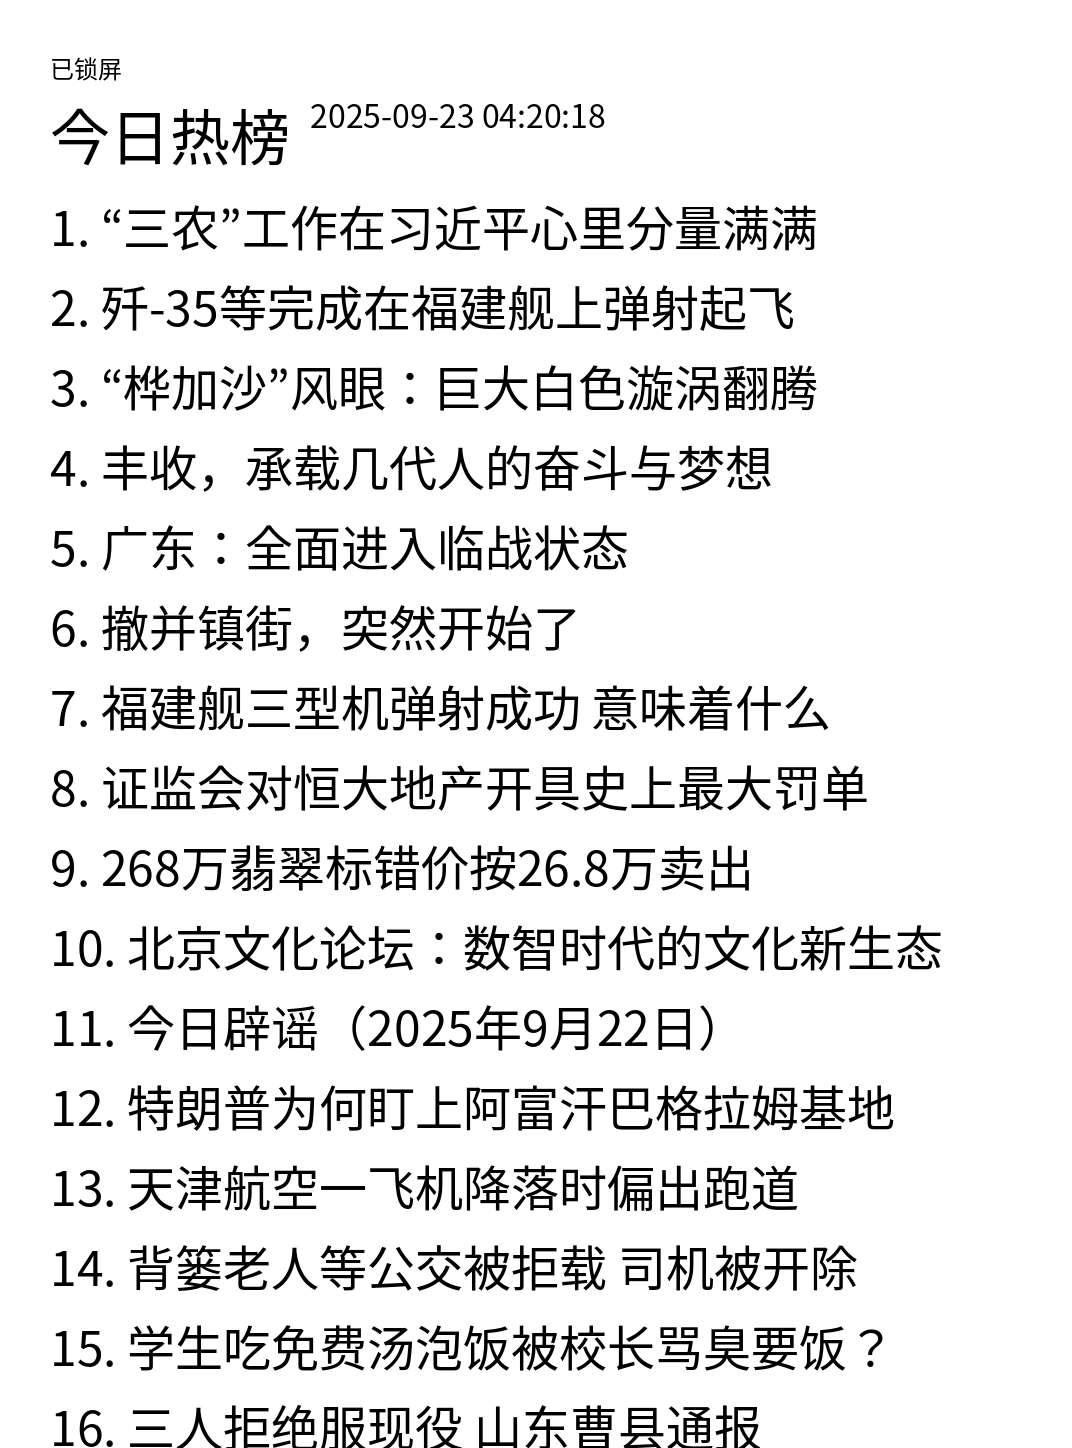 已锁屏
今日热榜 2025-09-23 04:20:18
1. “三农”工作在习近平心里分量满满
2. 歼-35等完成在福建舰上弹射起飞
3. “桦加沙”风眼：巨大白色漩涡翻腾
4. 丰收，承载几代人的奋斗与梦想
5. 广东：全面进入临战状态
6. 撤并镇街，突然开始了
7. 福建舰三型机弹射成功 意味着什么
8. 证监会对恒大地产开具史上最大罚单
9. 268万翡翠标错价按26.8万卖出
10. 北京文化论坛：数智时代的文化新生态
11. 今日辟谣（2025年9月22日）
12. 特朗普为何盯上阿富汗巴格拉姆基地
13. 天津航空一飞机降落时偏出跑道
14. 背篓老人等公交被拒载 司机被开除
15. 学生吃免费汤泡饭被校长骂臭要饭？
16. 三人拒绝服现役 山东曹县通报